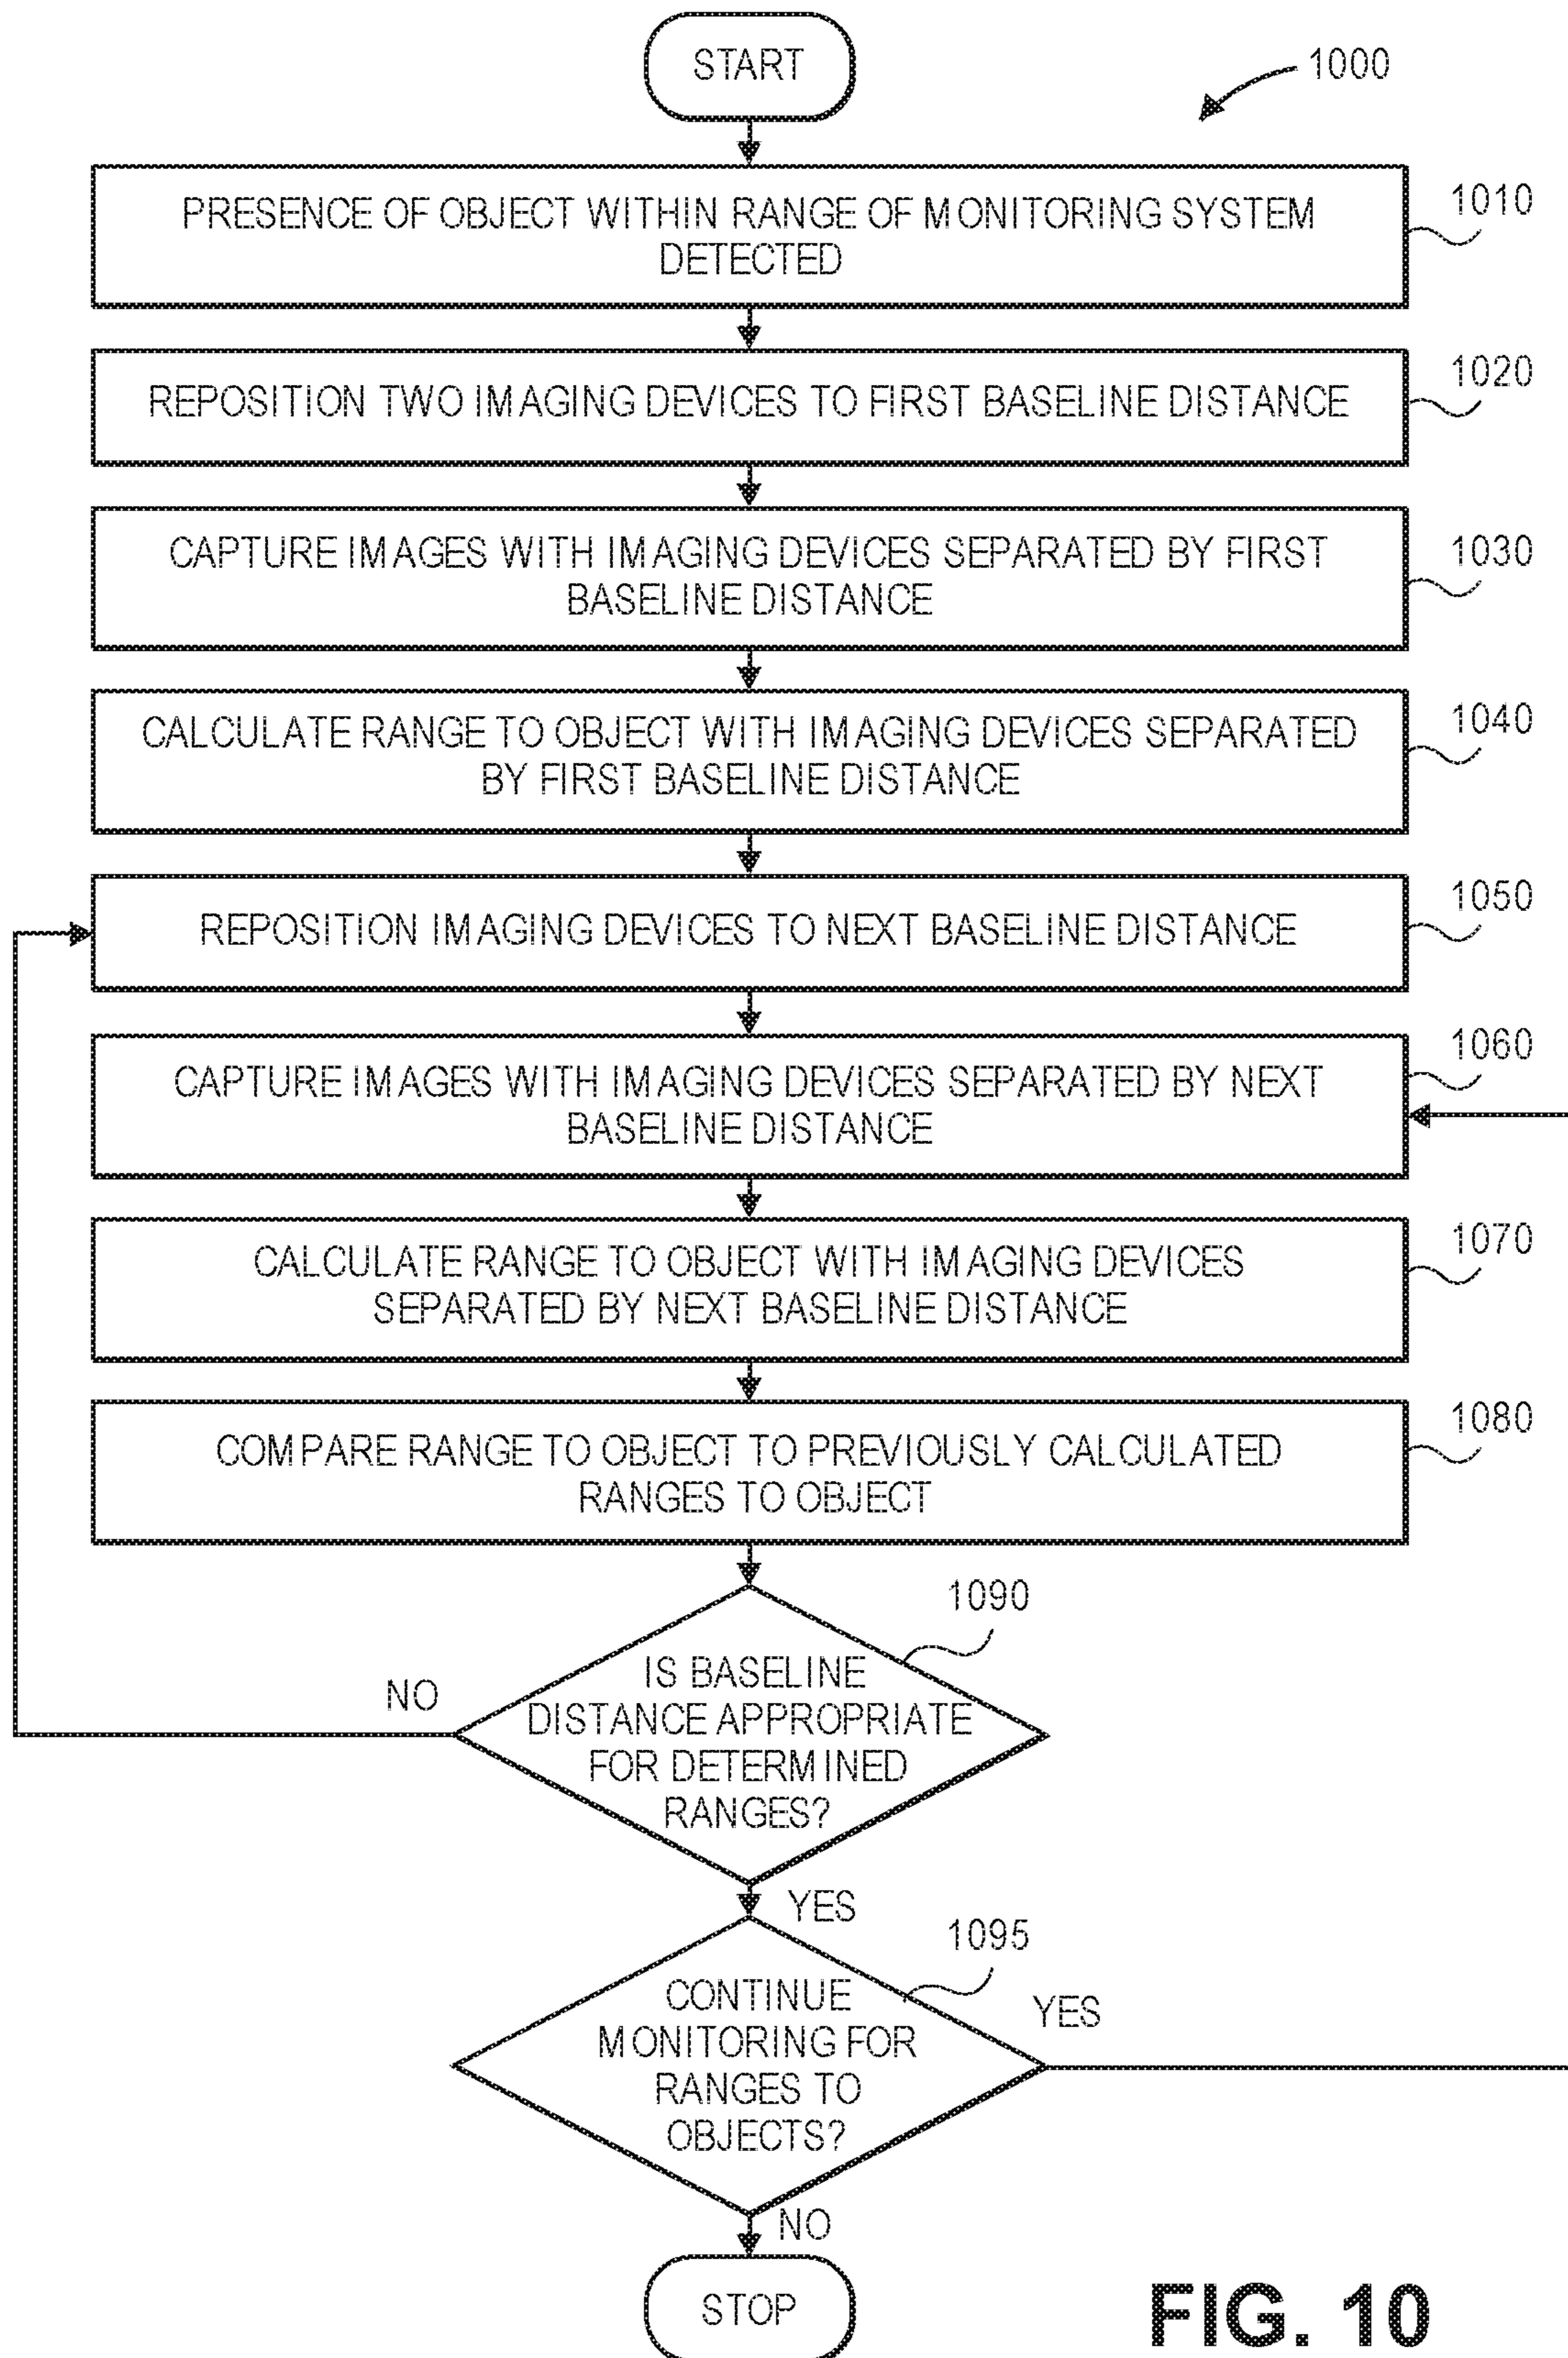 START
1000
PRESENCE OF OBJECT WITHIN RANGE OF MONITORING SYSTEM
DETECTED
1010
REPOSITION TWO IMAGING DEVICES TO FIRST BASELINE DISTANCE
1020
CAPTURE IMAGES WITH IMAGING DEVICES SEPARATED BY FIRST
BASELINE DISTANCE
1030
CALCULATE RANGE TO OBJECT WITH IMAGING DEVICES SEPARATED
BY FIRST BASELINE DISTANCE
1040
REPOSITION IMAGING DEVICES TO NEXT BASELINE DISTANCE
1050
CAPTURE IMAGES WITH IMAGING DEVICES SEPARATED BY NEXT
BASELINE DISTANCE
1060
CALCULATE RANGE TO OBJECT WITH IMAGING DEVICES
SEPARATED BY NEXT BASELINE DISTANCE
1070
COMPARE RANGE TO OBJECT TO PREVIOUSLY CALCULATED
RANGES TO OBJECT
1080
1090
IS BASELINE
DISTANCE APPROPRIATE
FOR DETERMINED
RANGES?
NO
YES
1095
CONTINUE
MONITORING FOR
RANGES TO
OBJECTS?
YES
NO
STOP
FIG. 10